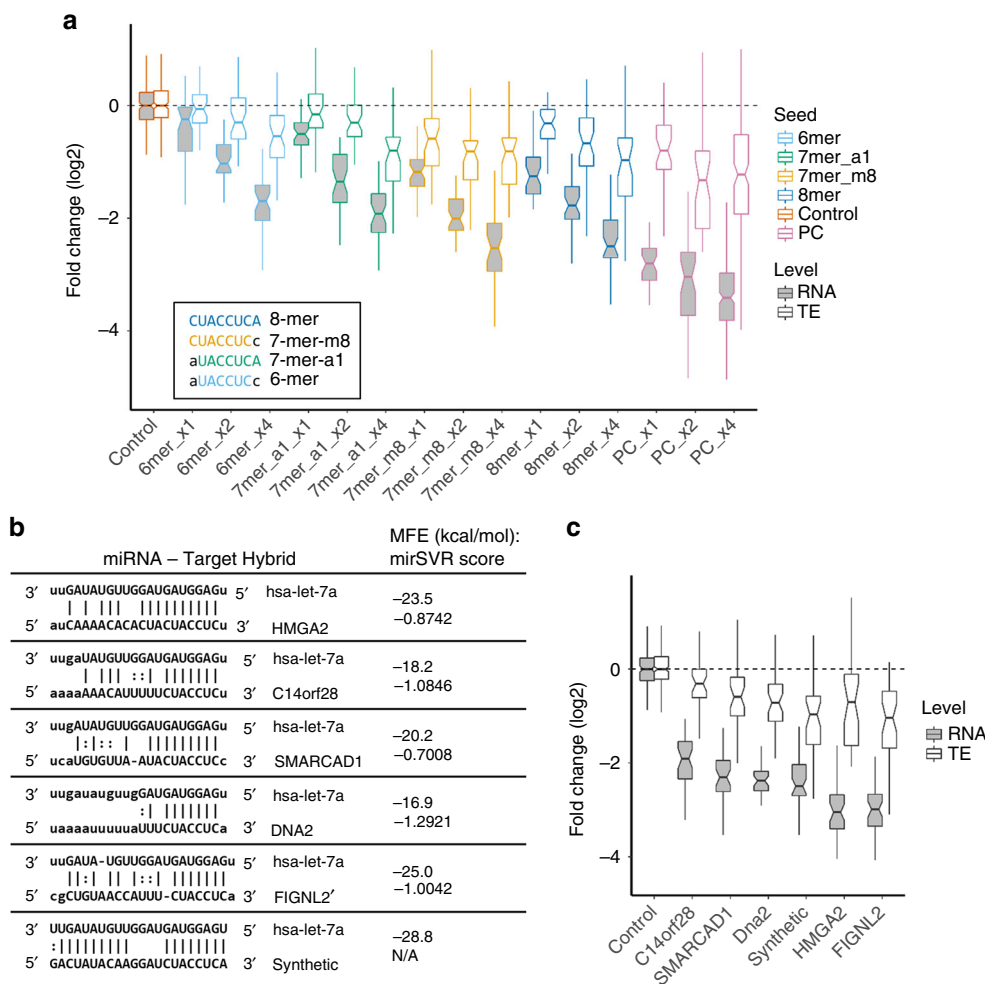 a
Fold change (log2)
0
−2
−4
CUACCUCA 8-mer
CUACCUCc 7-mer-m8
aUACCUCA 7-mer-a1
aUACCUCc 6-mer
Control
6mer_x1
6mer_x2
6mer_x4
7mer_a1_x1
7mer_a1_x2
7mer_a1_x4
7mer_m8_x1
7mer_m8_x2
7mer_m8_x4
8mer_x1
8mer_x2
8mer_x4
PC_x1
PC_x2
PC_x4
Seed
6mer
7mer_a1
7mer_m8
8mer
Control
PC
Level
RNA
TE
b
miRNA – Target Hybrid
MFE (kcal/mol):
mirSVR score
3′ uuGAUAUGUUGGAUGAUGGAGu 5′ hsa-let-7a
5′ auCAAAACACACUACUACCUCu 3′ HMGA2
−23.5
−0.8742
3′ uugaUAUGUUGGAUGAUGGAGu 5′ hsa-let-7a
5′ aaaaAAACAUUUUUCUACCUCu 3′ C14orf28
−18.2
−1.0846
3′ uugAUAUGUUGGAUGAUGGAGu 5′ hsa-let-7a
5′ ucaUGUGUUA-AUACUACCUCc 3′ SMARCAD1
−20.2
−0.7008
3′ uugauauguugGAUGAUGGAGu 5′ hsa-let-7a
5′ uaaaauuuuuaUUUCUACCUCa 3′ DNA2
−16.9
−1.2921
3′ uuGAUA-UGUUGGAUGAUGGAGu 5′ hsa-let-7a
5′ cgCUGUAACCAUUU-CUACCUCa 3′ FIGNL2′
−25.0
−1.0042
3′ UUGAUAUGUUGGAUGAUGGAGU 5′ hsa-let-7a
5′ GACUAUACAAGGAUCUACCUCA 3′ Synthetic
−28.8
N/A
c
Fold change (log2)
0
−2
−4
Control
C14orf28
SMARCAD1
Dna2
Synthetic
HMGA2
FIGNL2
Level
RNA
TE